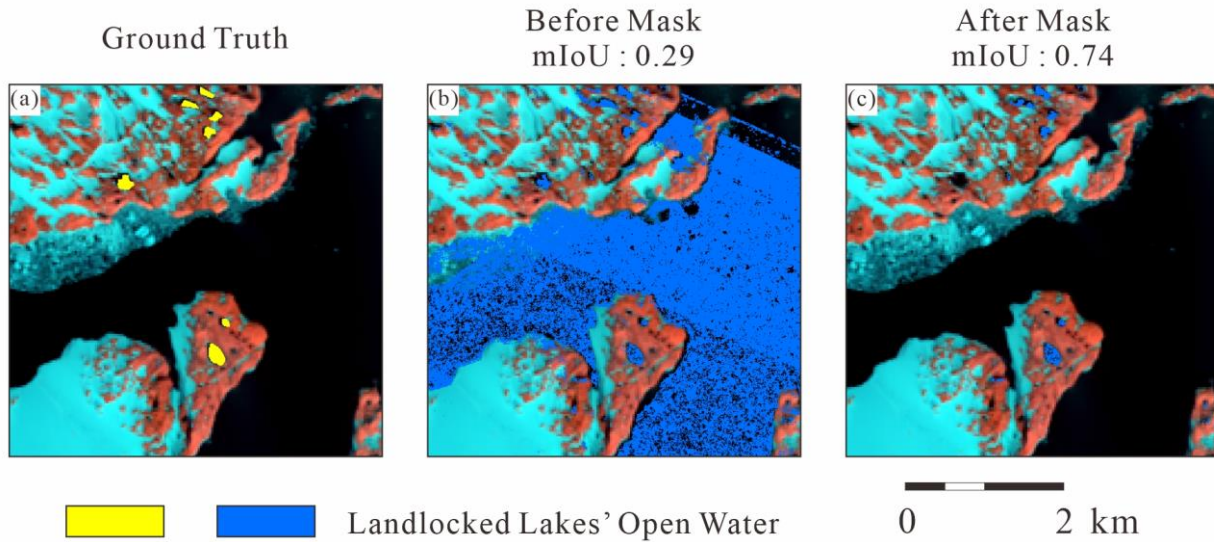 Ground Truth
Before Mask
mIoU : 0.29
After Mask
mIoU : 0.74
(a)
(b)
(c)
Landlocked Lakes’ Open Water
0 2 km